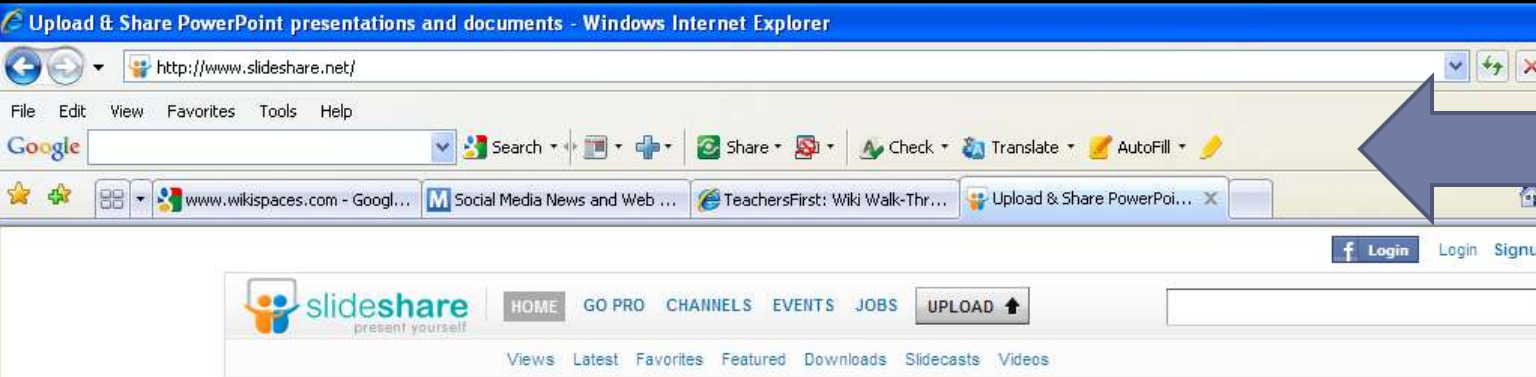 Upload & Share PowerPoint presentations and documents - Windows Internet Explorer
http://www.slideshare.net/
File Edit View Favorites Tools Help
Google Search Share Check Translate AutoFill
www.wikispaces.com - Googl... M Social Media News and Web ... TeachersFirst: Wiki Walk-Thr... Upload & Share PowerPoi...
f Login Login Signu
slideshare HOME GO PRO CHANNELS EVENTS JOBS UPLOAD
present yourself
Views Latest Favorites Featured Downloads Slidecasts Videos